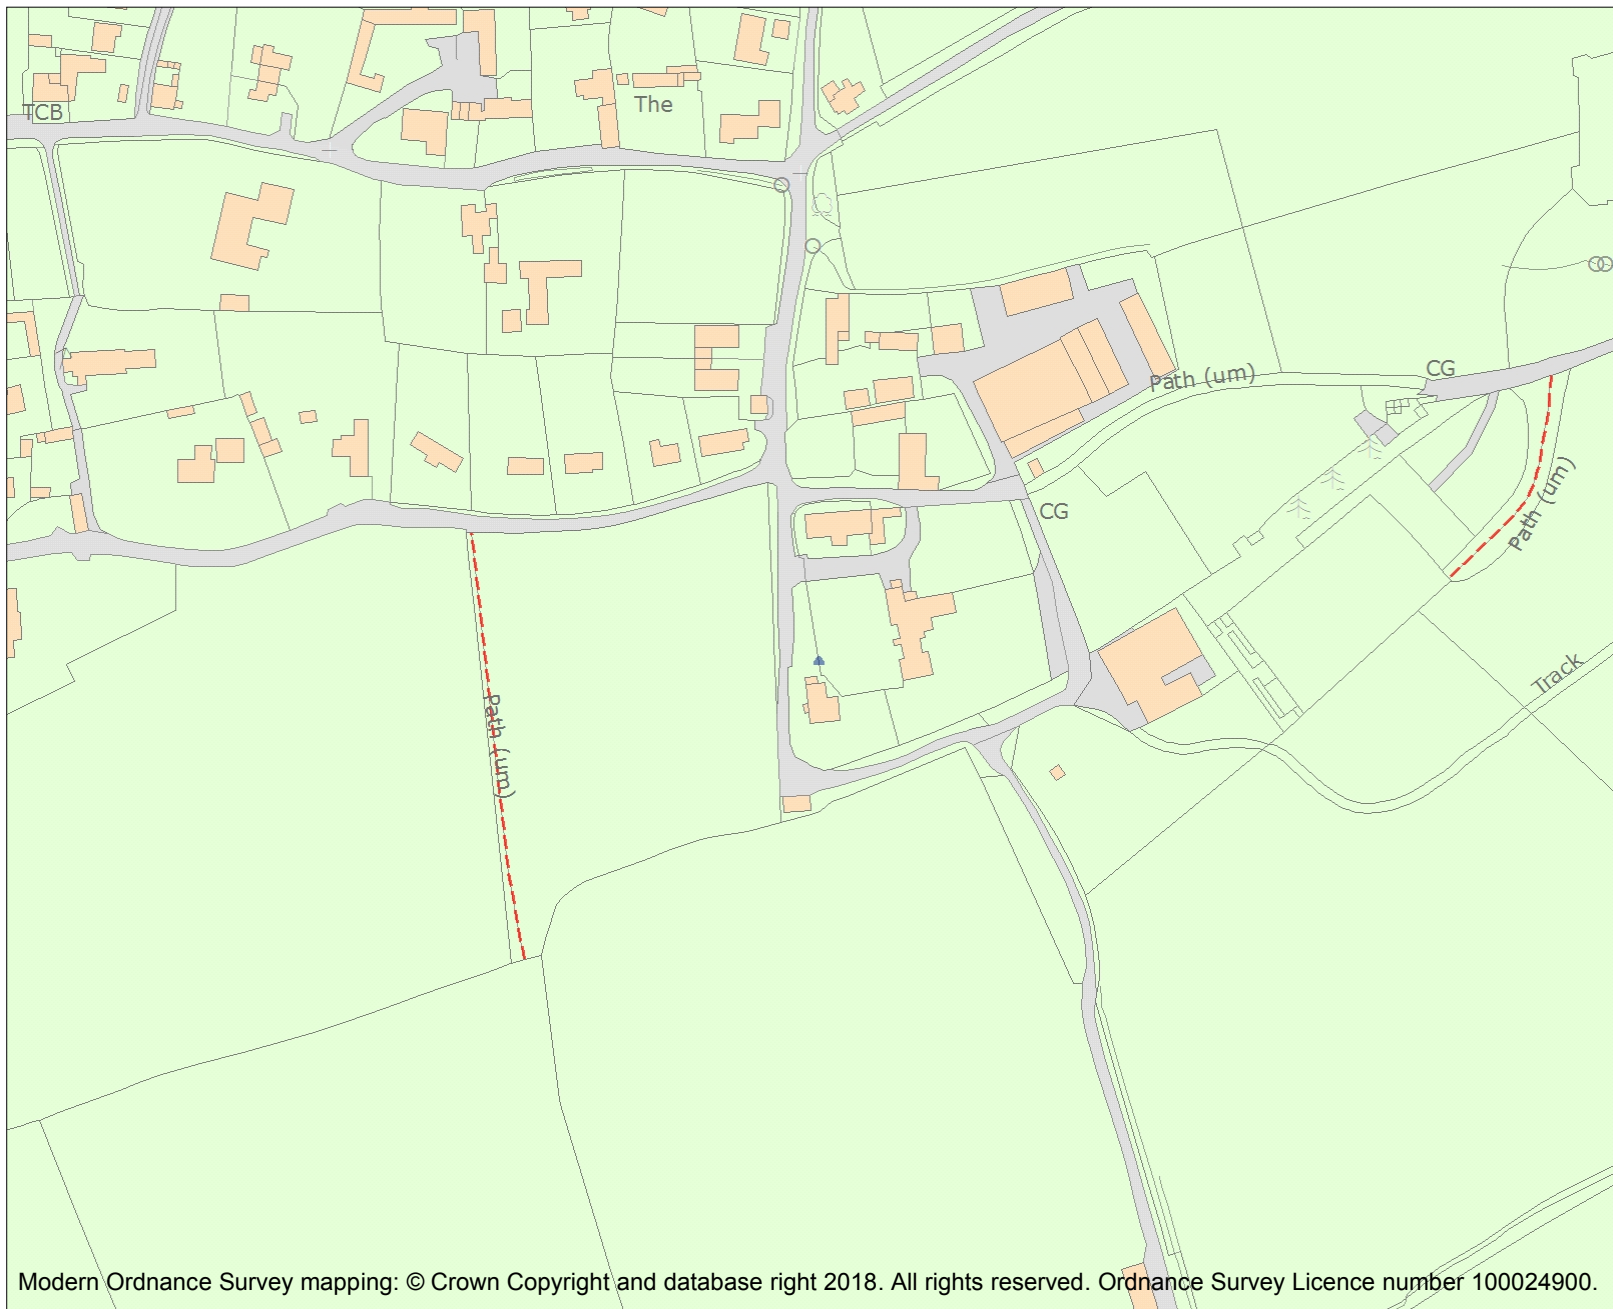 TCB
The
Path (um)
CG
CG
Path (um)
Track
Path (um)
Modern Ordnance Survey mapping: © Crown Copyright and database right 2018. All rights reserved. Ordnance Survey Licence number 100024900.